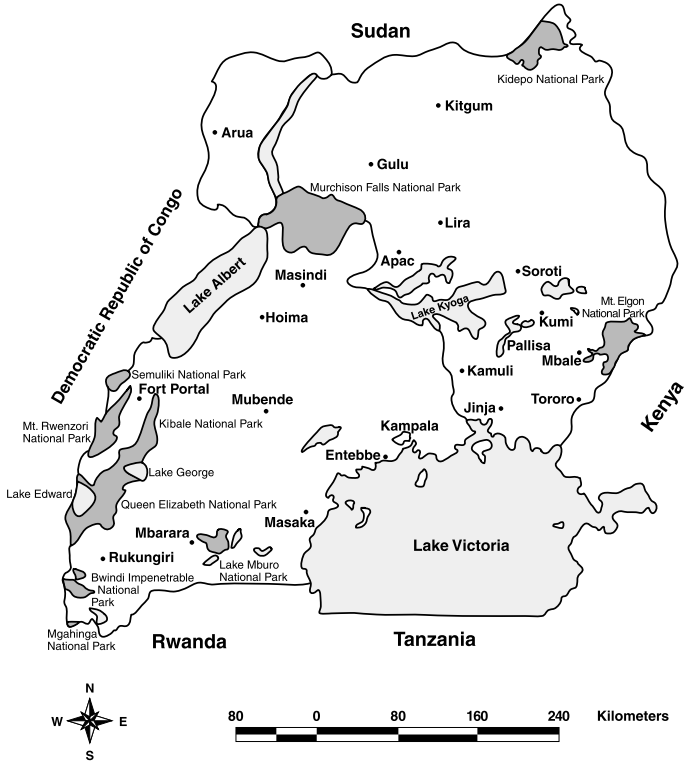 Sudan
Kidepo National Park
Kitgum
Arua
Gulu
Murchison Falls National Park
Lira
Democratic Republic of Congo
Apac
Lake Albert
Masindi
Soroti
Lake Kyoga
Mt. Elgon
National Park
Hoima
Kumi
Pallisa
Mbale
Semuliki National Park
Fort Portal
Kamuli
Mubende
Tororo
Jinja
Kenya
Mt. Rwenzori
National Park
Kibale National Park
Kampala
Entebbe
Lake George
Lake Edward
Queen Elizabeth National Park
Masaka
Mbarara
Lake Victoria
Rukungiri
Lake Mburo
National Park
Bwindi Impenetrable
National
Park
Mgahinga
National Park
Rwanda
Tanzania
N
W E
S
80 0 80 160 240 Kilometers